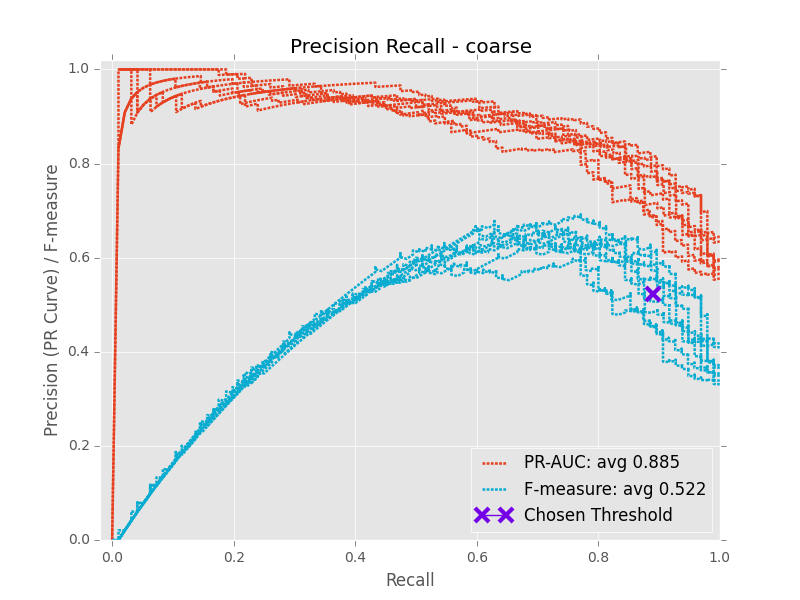 Precision Recall - coarse
Precision (PR Curve) / F-measure
1.0
0.8
0.6
0.4
0.2
0.0
0.0 0.2 0.4 0.6 0.8 1.0
Recall
PR-AUC: avg 0.885
F-measure: avg 0.522
Chosen Threshold